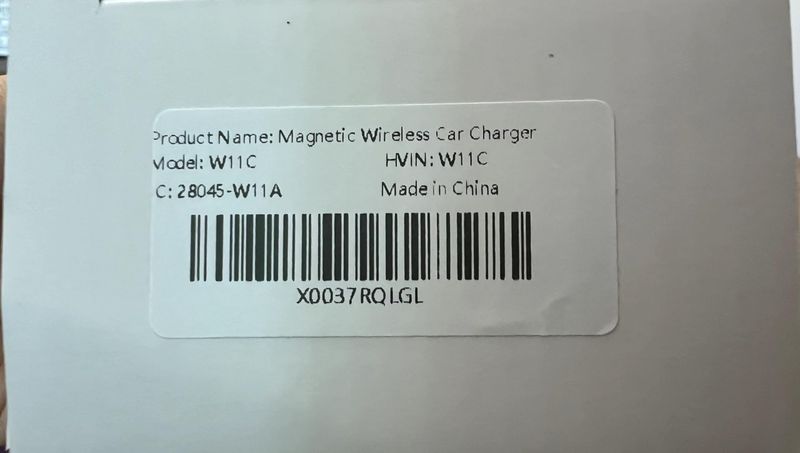 Product Name: Magnetic Wireless Car Charger
Model: W11C HVIN: W11C
C: 28045-W11A Made in China
X0037RQLGL